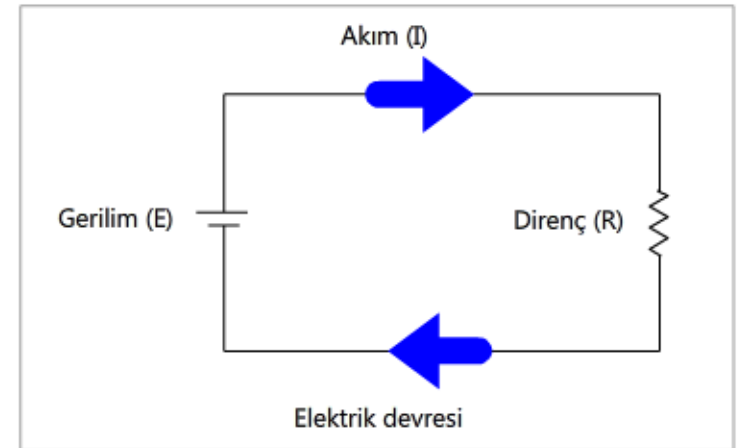 Akım (I)
Gerilim (E)
Direnç (R)
Elektrik devresi